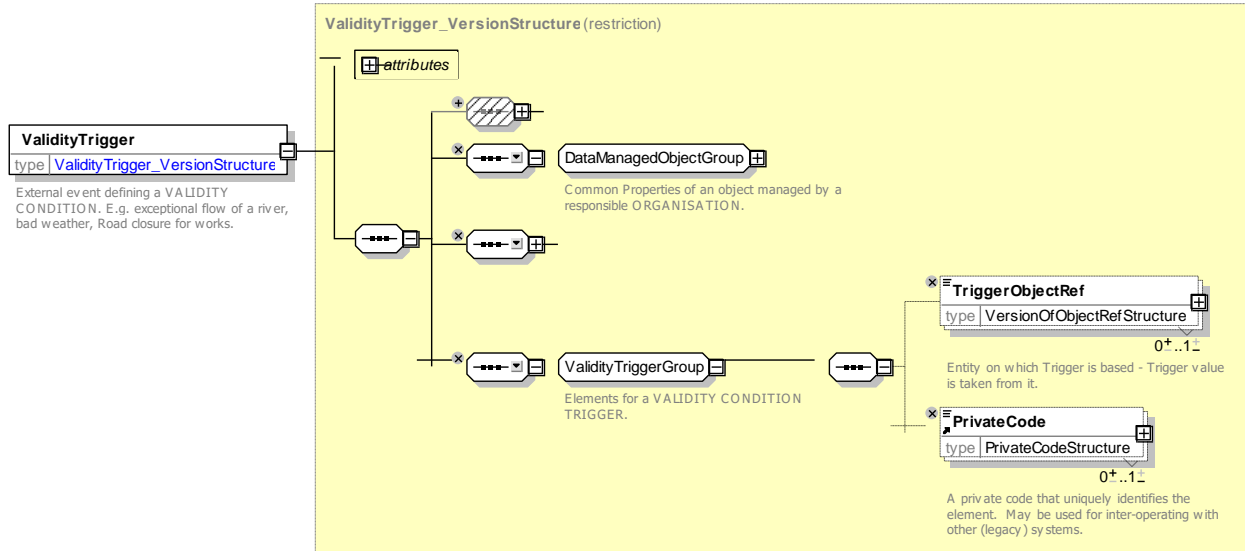 ValidityTrigger_VersionStructure (restriction)
attributes
ValidityTrigger
type ValidityTrigger_VersionStructure
External event defining a VALIDITY
CONDITION. E.g. exceptional flow of a river,
bad weather, Road closure for works.
DataManagedObjectGroup
Common Properties of an object managed by a
responsible ORGANISATION.
TriggerObjectRef
type VersionOfObjectRefStructure
0..1
Entity on which Trigger is based - Trigger value
is taken from it.
ValidityTriggerGroup
Elements for a VALIDITY CONDITION
TRIGGER.
PrivateCode
type PrivateCodeStructure
0..1
A private code that uniquely identifies the
element. May be used for inter-operating with
other (legacy) systems.